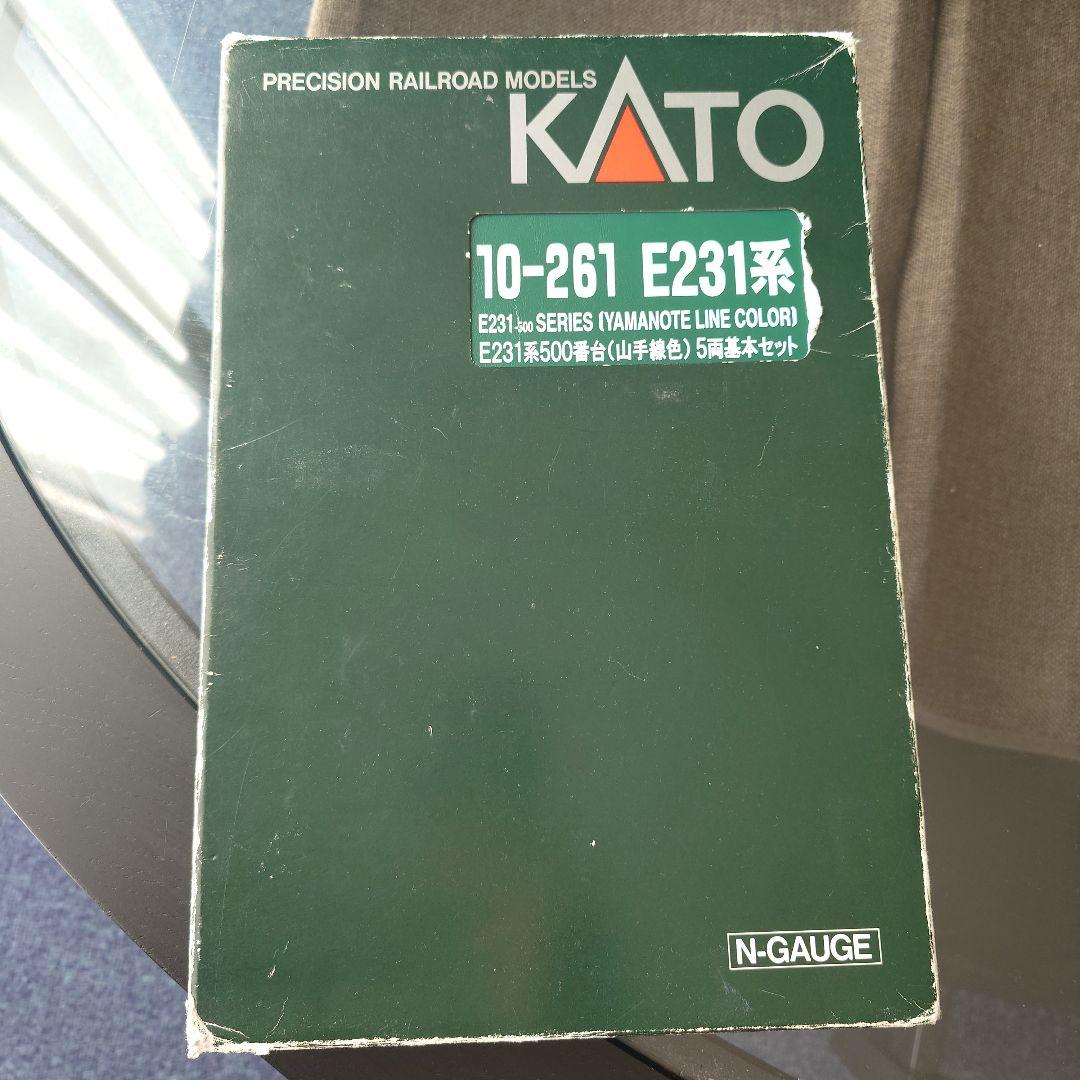 PRECISION RAILROAD MODELS
KATO
10-261 E231系
E231-500 SERIES (YAMANOTE LINE COLOR)
E231系500番台(山手線色) 5両基本セット
N-GAUGE